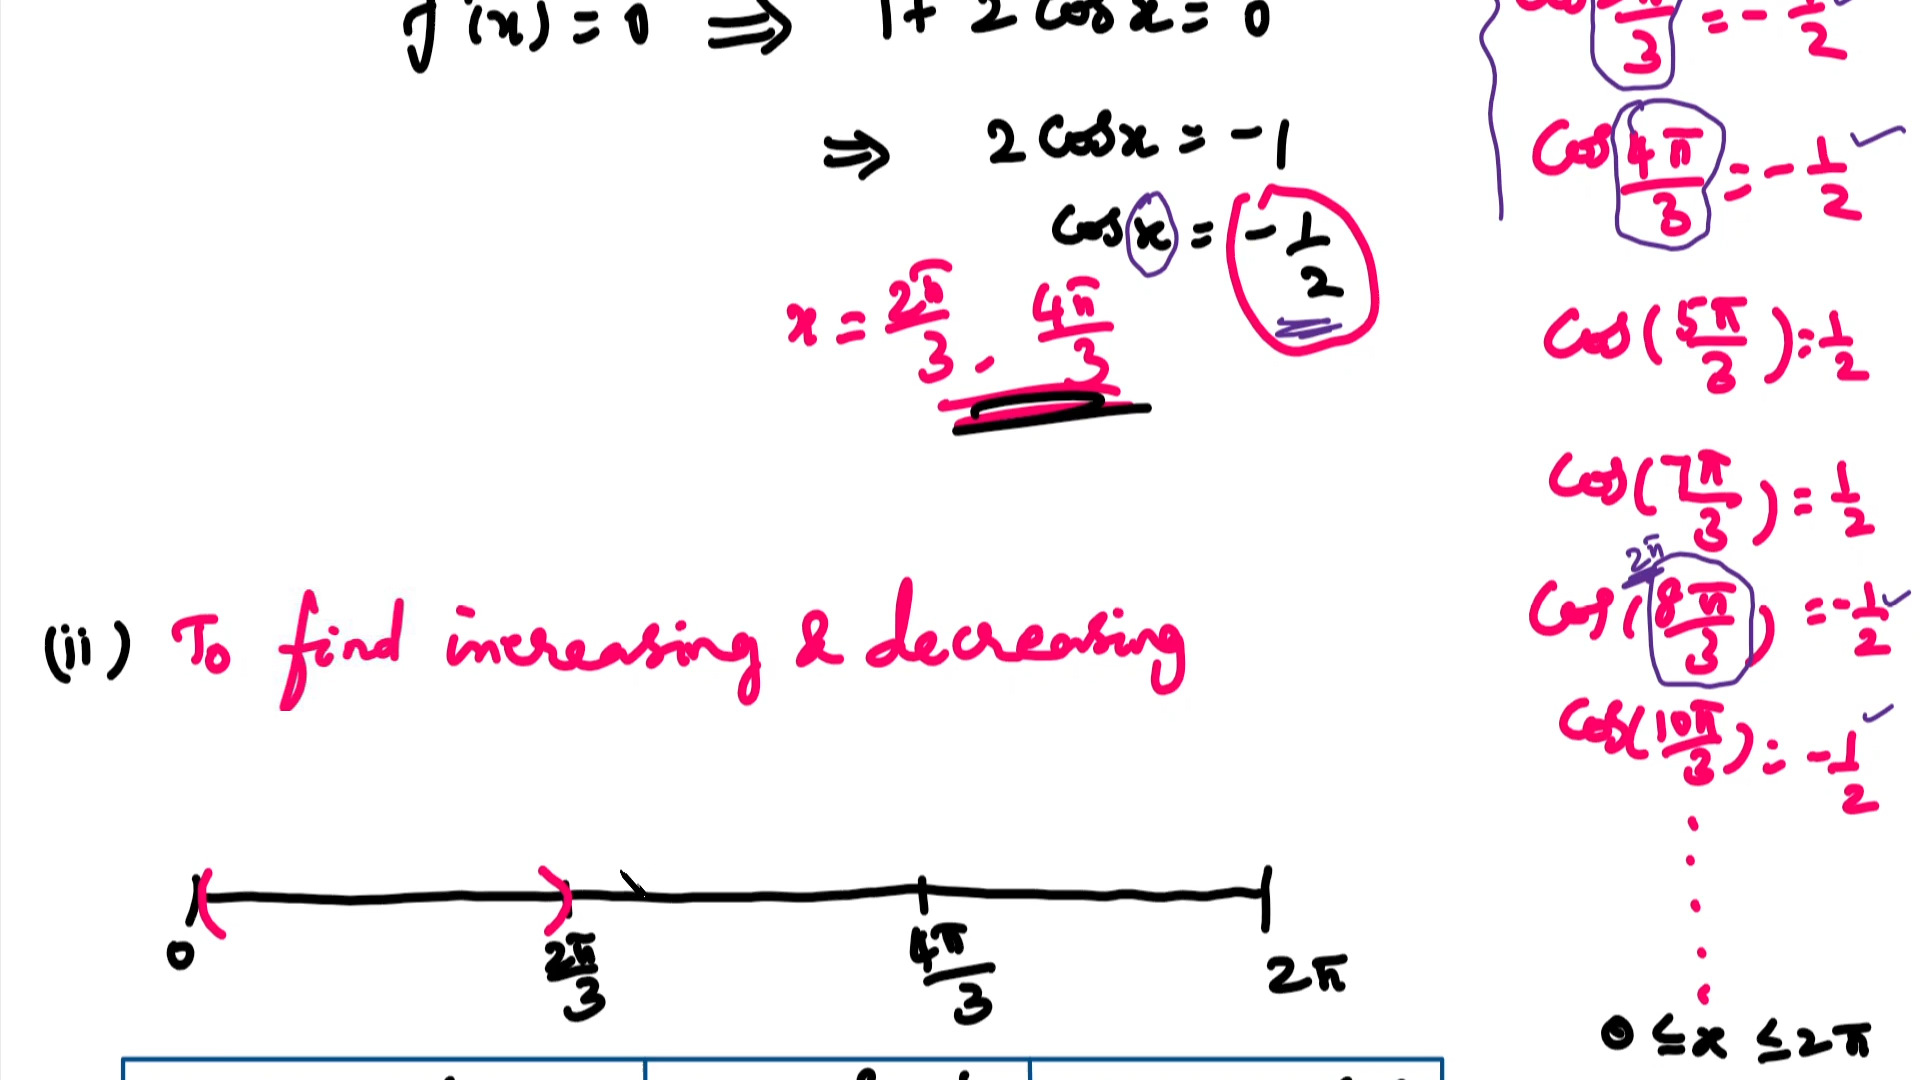 f'(x) = 0 ⇒ 1 + 2 cos x = 0
⇒ 2 cos x = -1
cos x = -1/2
x = 2π/3, 4π/3
(ii) To find increasing & decreasing
0 2π/3 4π/3 2π
3 = -1/2
Cos 4π/3 = -1/2
Cos(5π/3) = 1/2
Cos(7π/3) = 1/2
2π
Cos(8π/3) = -1/2
Cos(10π/3) = -1/2
0 ≤ x ≤ 2π